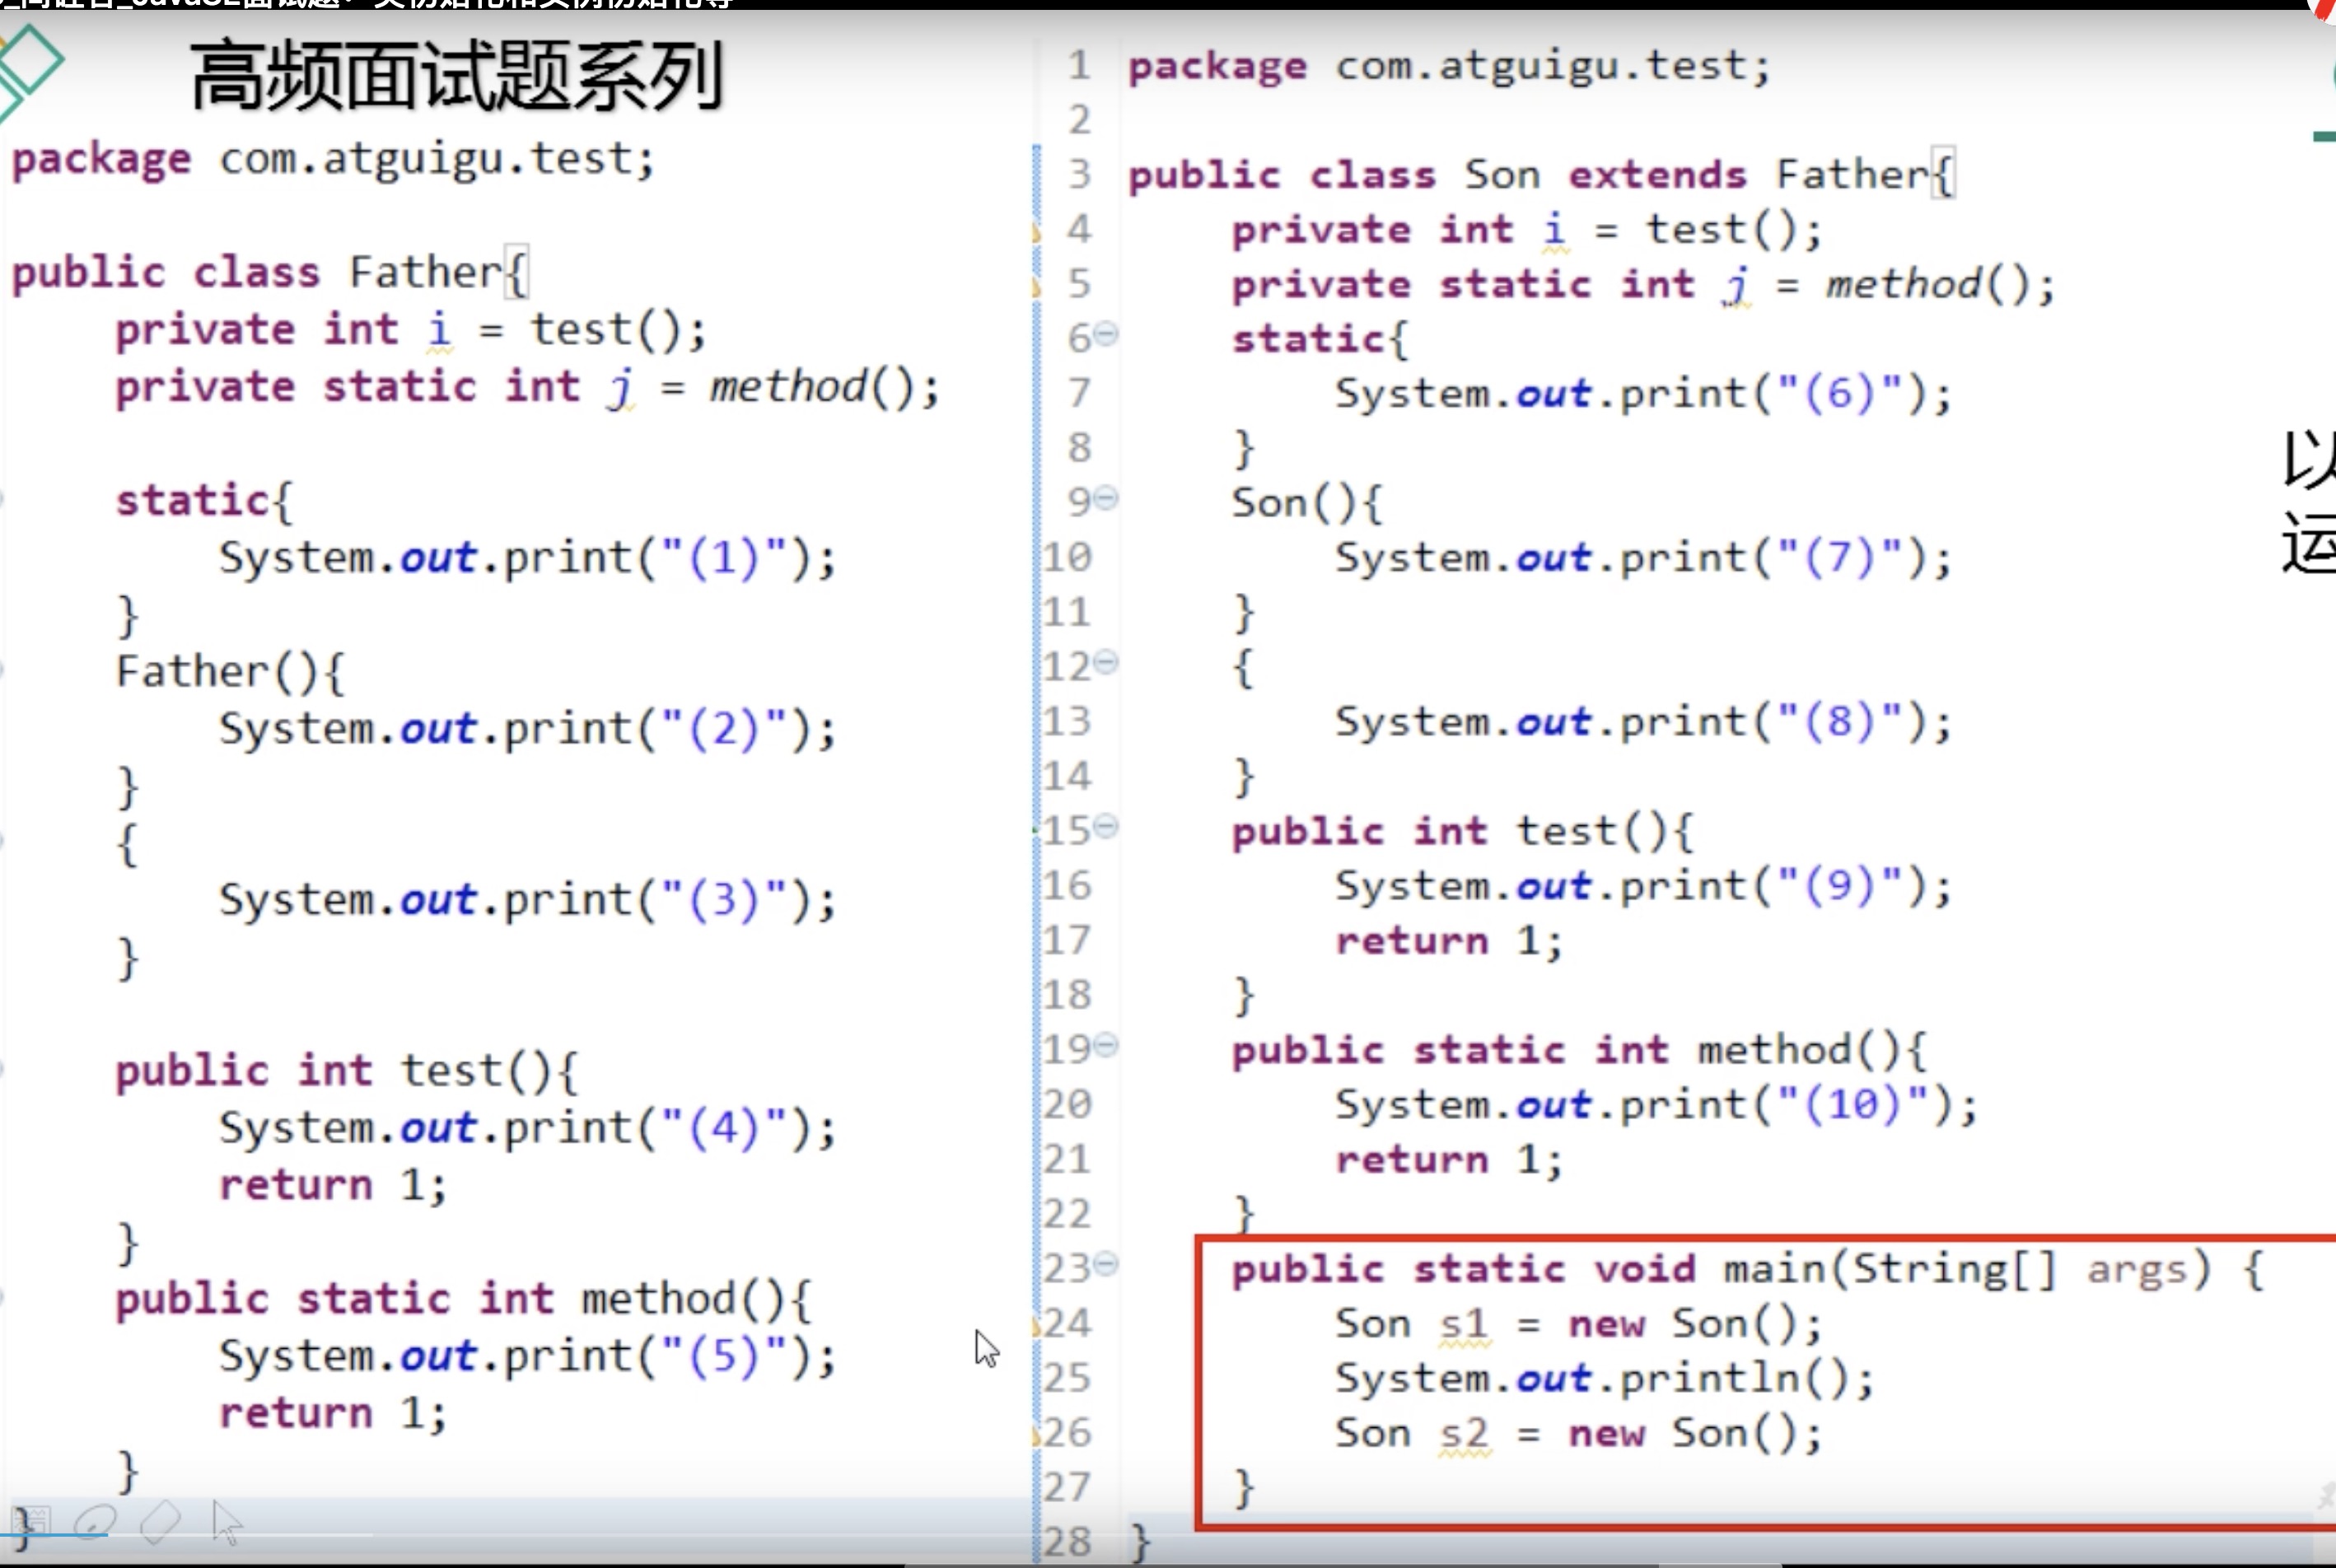 高频面试题系列
package com.atguigu.test;
public class Father{
private int i = test();
private static int j = method();
static{
System.out.print("(1)");
}
Father(){
System.out.print("(2)");
}
{
System.out.print("(3)");
}
public int test(){
System.out.print("(4)");
return 1;
}
public static int method(){
System.out.print("(5)");
return 1;
}
}
1 package com.atguigu.test;
2
3 public class Son extends Father{
4 private int i = test();
5 private static int j = method();
6 static{
7 System.out.print("(6)");
8 }
9 Son(){
10 System.out.print("(7)");
11 }
12 {
13 System.out.print("(8)");
14 }
15 public int test(){
16 System.out.print("(9)");
17 return 1;
18 }
19 public static int method(){
20 System.out.print("(10)");
21 return 1;
22 }
23 public static void main(String[] args) {
24 Son s1 = new Son();
25 System.out.println();
26 Son s2 = new Son();
27 }
28 }
以
运